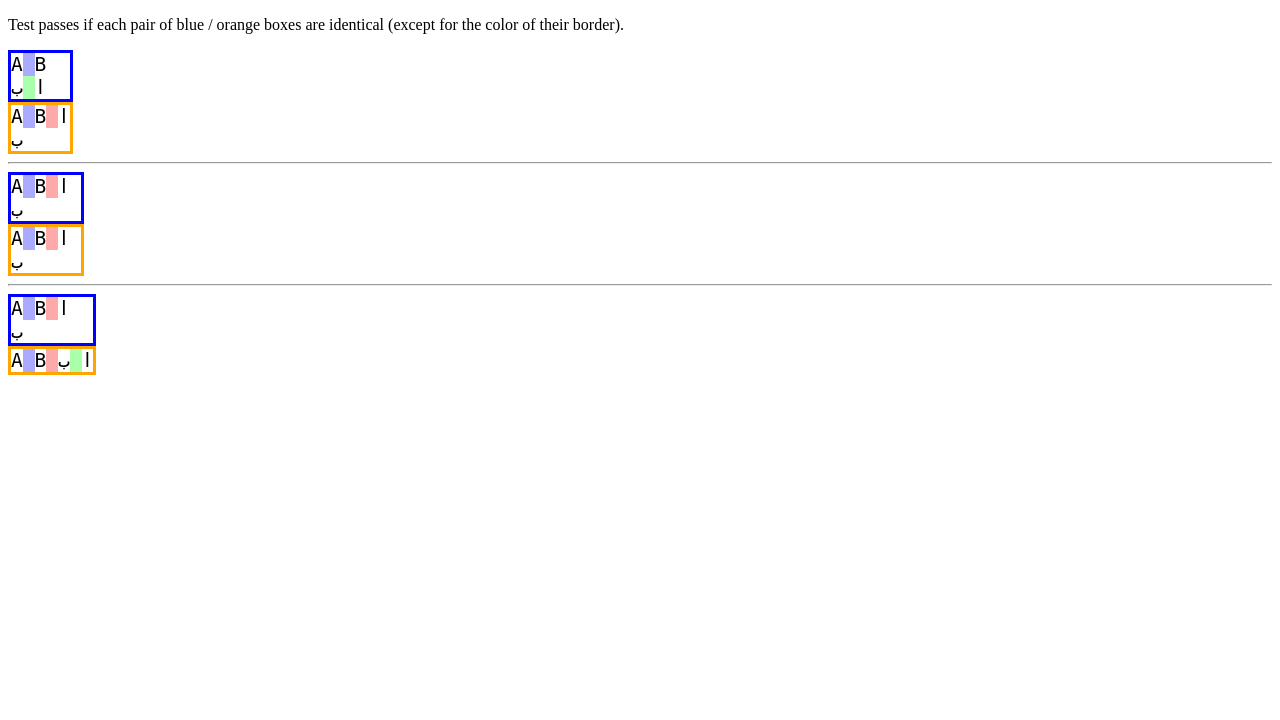 Test passes if each pair of blue / orange boxes are identical (except for the color of their border).
A B
ا ب
A B ا
ب
A B ا
ب
A B ا
ب
A B ا
ب
A B ا ب